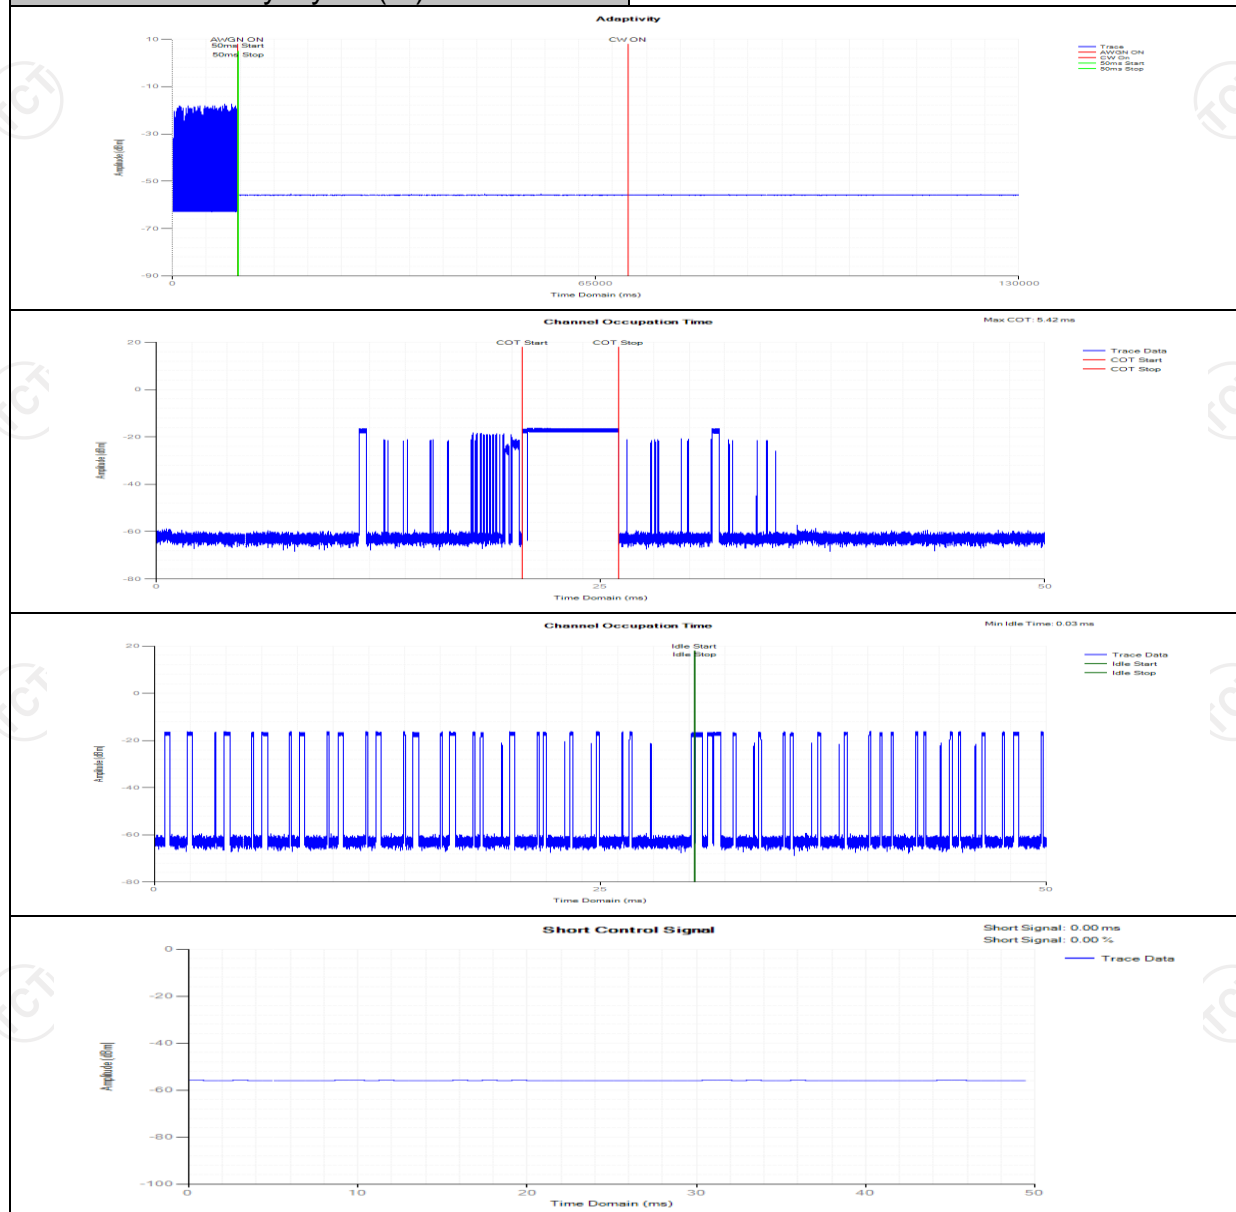 Adaptivity
AWGN ON
50ms Start
50ms Stop
CW ON
Trace
AWGN ON
CW On
50ms Start
50ms Stop
10
-10
-30
-50
-70
-90
Amplitude (dBm)
0
65000
130000
Time Domain (ms)
Channel Occupation Time
Max COT: 5.42 ms
COT Start
COT Stop
Trace Data
COT Start
COT Stop
20
0
-20
-40
-60
-80
Amplitude (dBm)
0
25
50
Time Domain (ms)
Channel Occupation Time
Min Idle Time: 0.03 ms
Idle Start
Idle Stop
Trace Data
Idle Start
Idle Stop
20
0
-20
-40
-60
-80
Amplitude (dBm)
0
25
50
Time Domain (ms)
Short Control Signal
Short Signal: 0.00 ms
Short Signal: 0.00 %
Trace Data
0
-20
-40
-60
-80
-100
Amplitude (dBm)
0
10
20
30
40
50
Time Domain (ms)